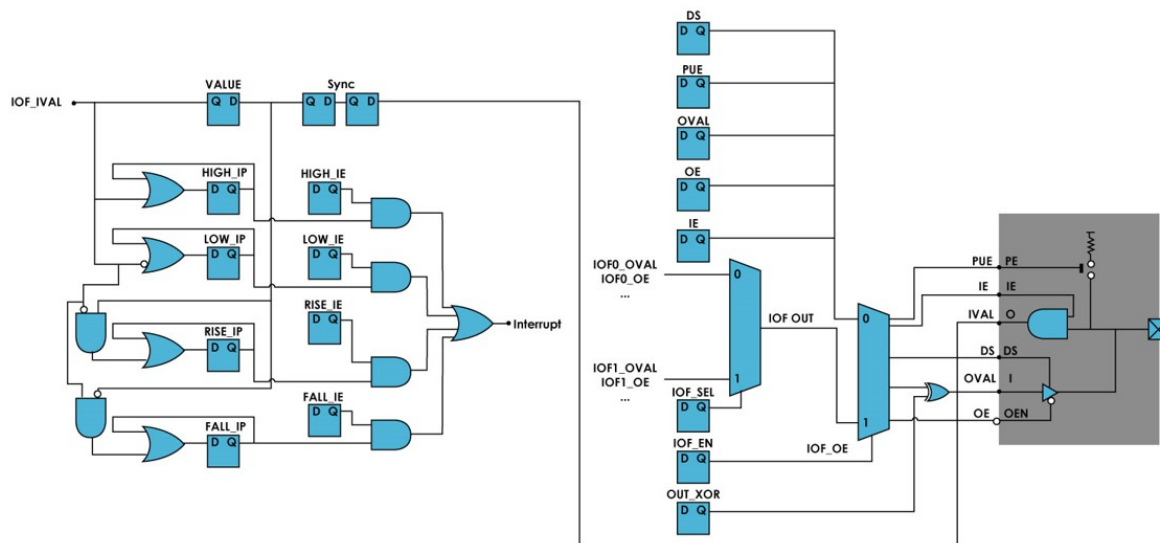 IOF_IVAL
VALUE
Q D
Sync
Q D
Q D
HIGH_IP
D Q
HIGH_IE
D Q
LOW_IP
D Q
LOW_IE
D Q
RISE_IP
D Q
RISE_IE
D Q
FALL_IP
D Q
FALL_IE
D Q
Interrupt
DS
D Q
PUE
D Q
OVAL
D Q
OE
D Q
IE
D Q
IOF0_OVAL
IOF0_OE
...
0
1
IOF1_OVAL
IOF1_OE
...
IOF_SEL
D Q
IOF_EN
D Q
OUT_XOR
D Q
IOF OUT
0
1
IOF_OE
PUE PE
IE IE
IVAL O
DS DS
OVAL I
OE OEN